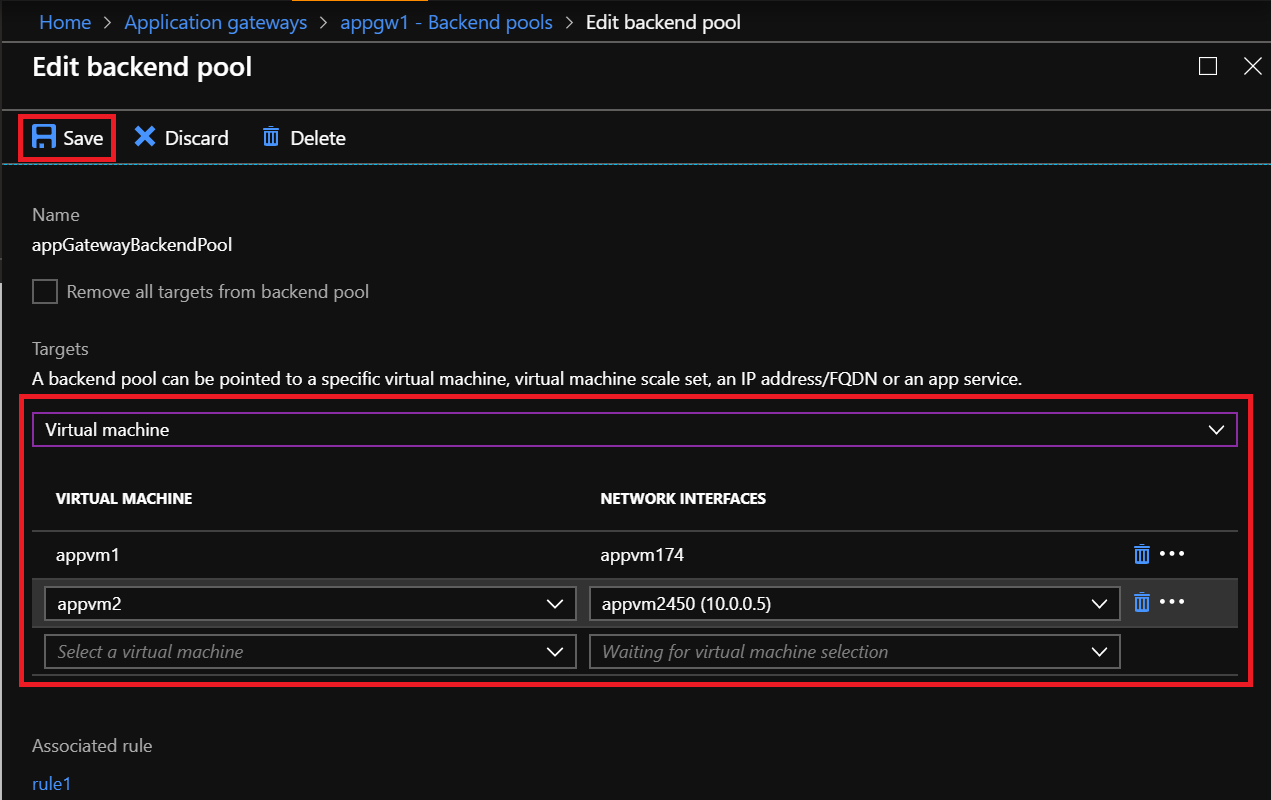 Home > Application gateways > appgw1 - Backend pools > Edit backend pool
Edit backend pool
Save Discard Delete
Name
appGatewayBackendPool
Remove all targets from backend pool
Targets
A backend pool can be pointed to a specific virtual machine, virtual machine scale set, an IP address/FQDN or an app service.
Virtual machine
VIRTUAL MACHINE NETWORK INTERFACES
appvm1 appvm174
appvm2 appvm2450 (10.0.0.5)
Select a virtual machine Waiting for virtual machine selection
Associated rule
rule1